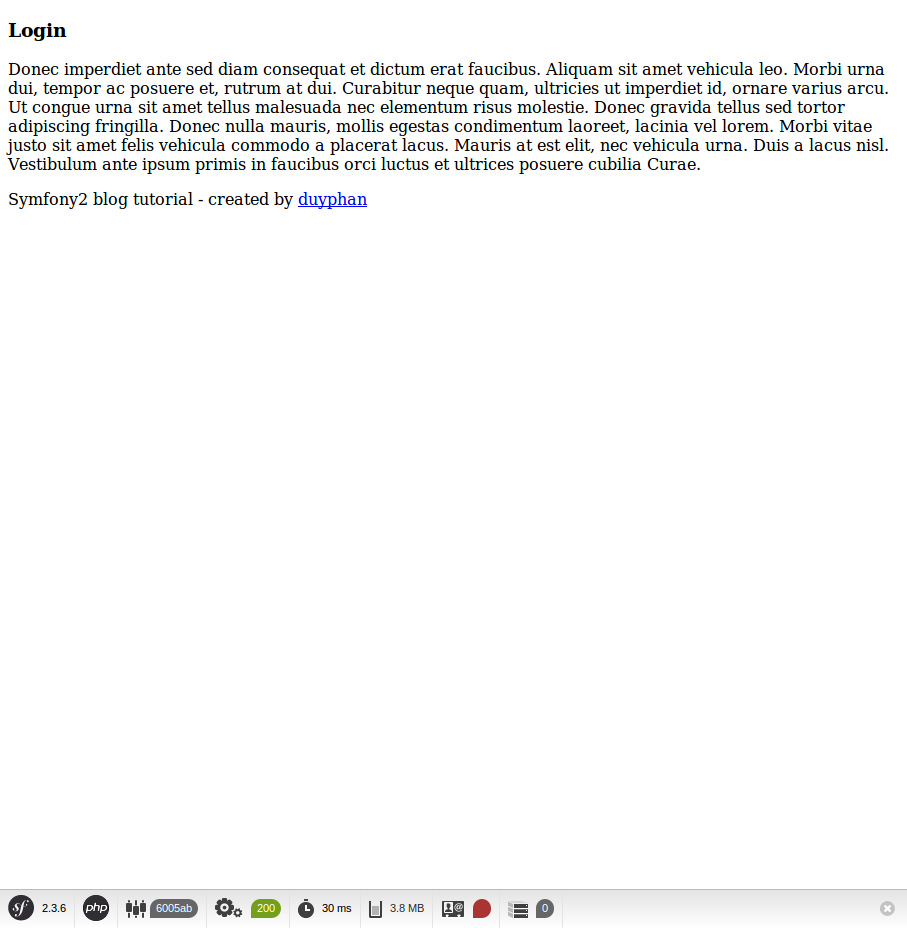 Login
Donec imperdiet ante sed diam consequat et dictum erat faucibus. Aliquam sit amet vehicula leo. Morbi urna
dui, tempor ac posuere et, rutrum at dui. Curabitur neque quam, ultricies ut imperdiet id, ornare varius arcu.
Ut congue urna sit amet tellus malesuada nec elementum risus molestie. Donec gravida tellus sed tortor
adipiscing fringilla. Donec nulla mauris, mollis egestas condimentum laoreet, lacinia vel lorem. Morbi vitae
justo sit amet felis vehicula commodo a placerat lacus. Mauris at est elit, nec vehicula urna. Duis a lacus nisl.
Vestibulum ante ipsum primis in faucibus orci luctus et ultrices posuere cubilia Curae.
Symfony2 blog tutorial - created by duyphan
sf 2.3.6 php 6005ab 200 30 ms 3.8 MB @ 0